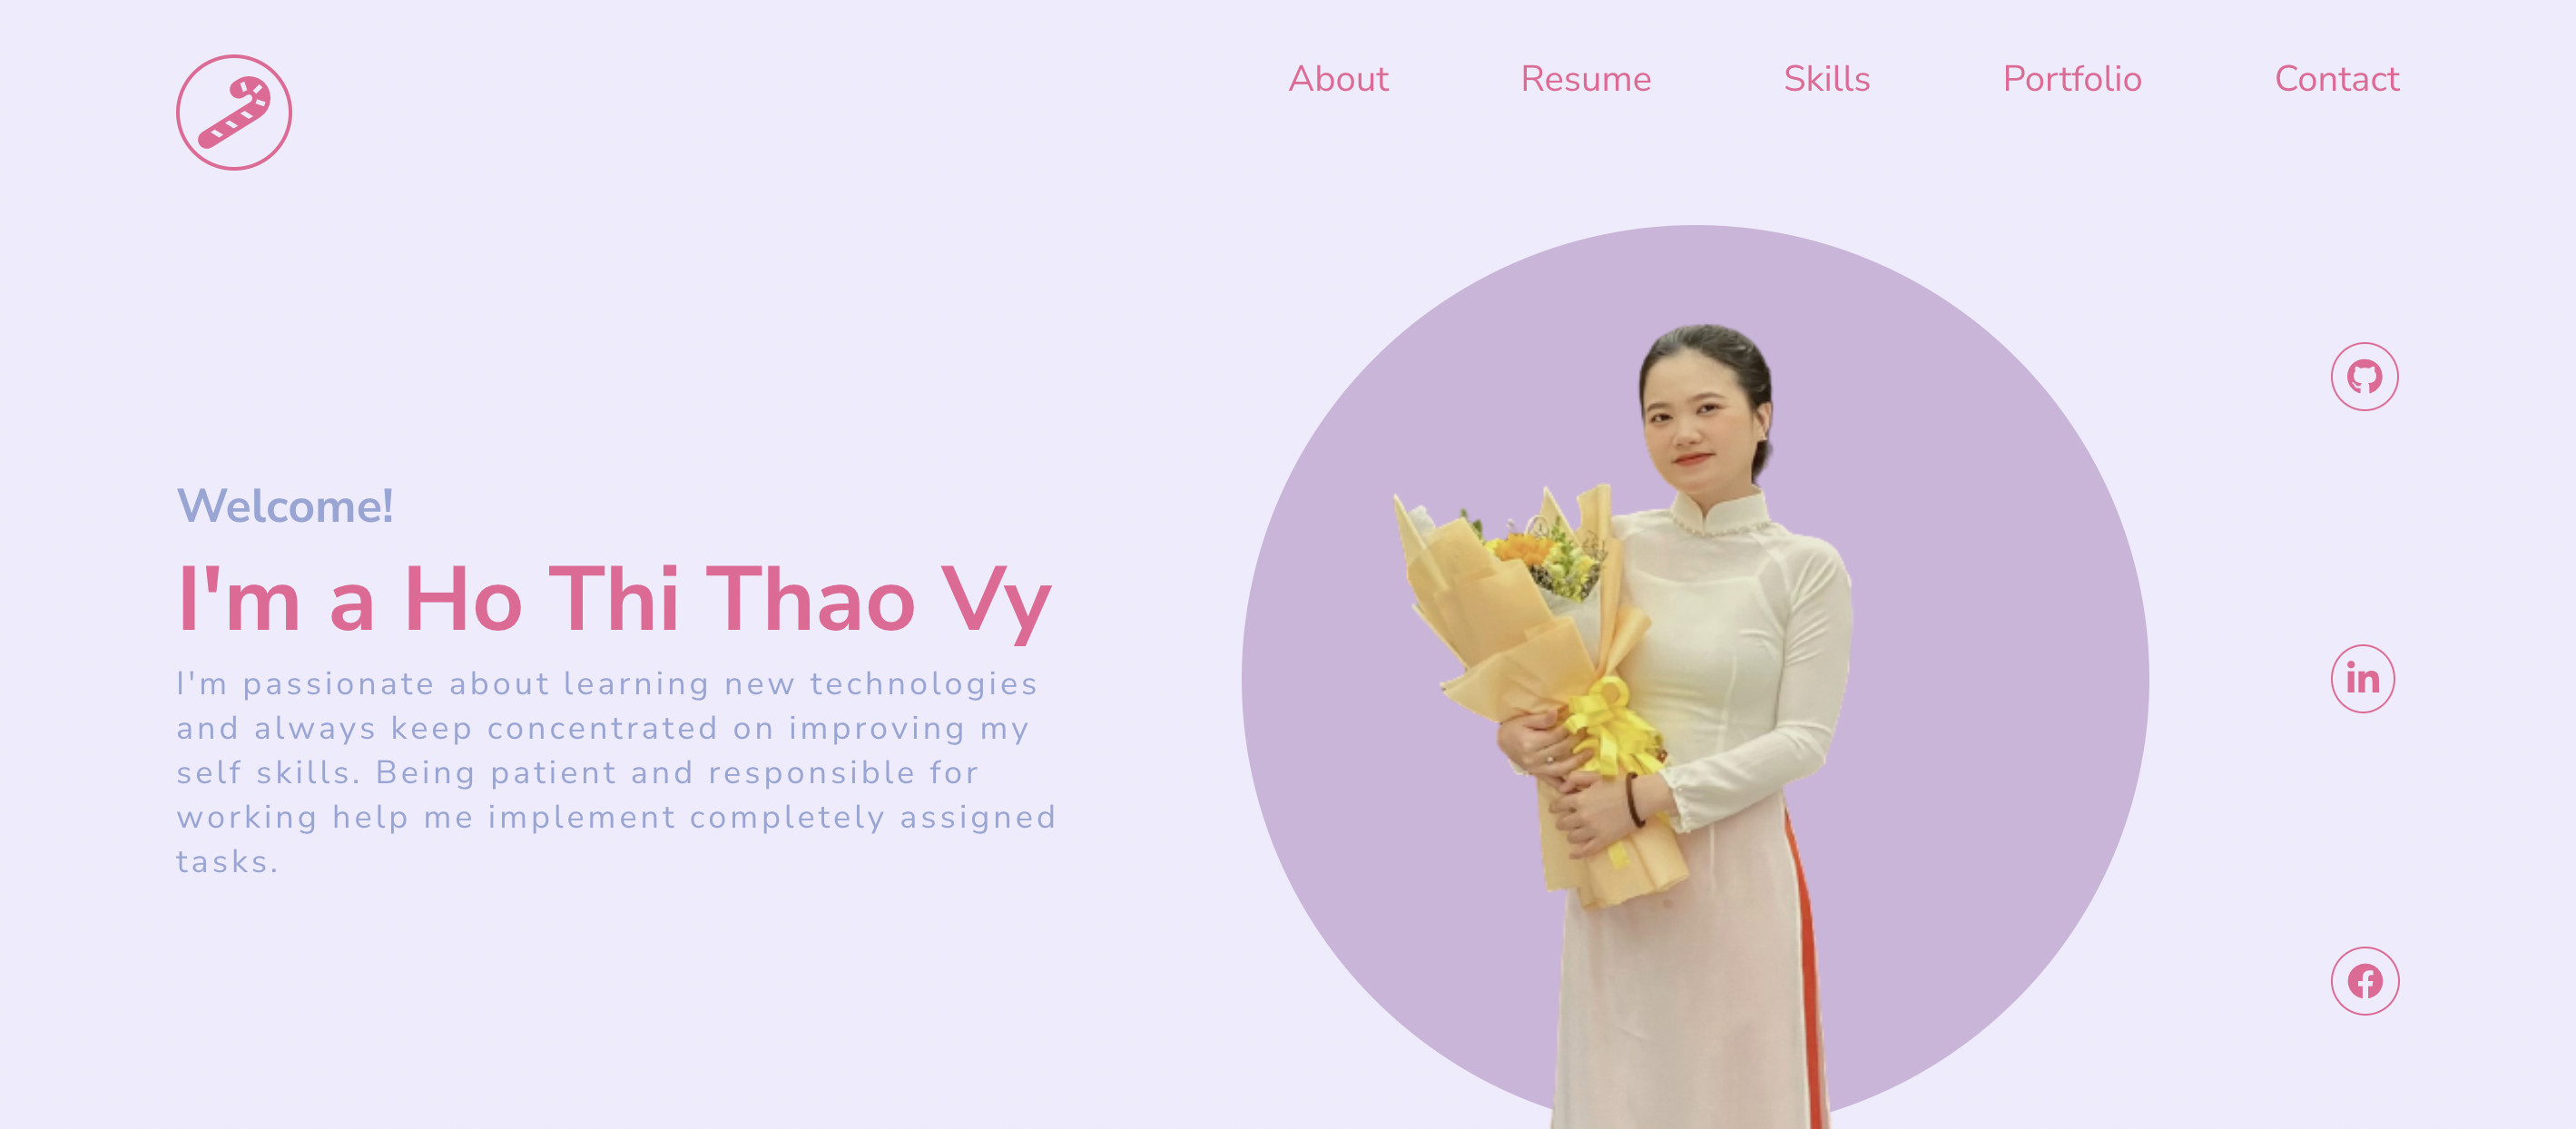 About Resume Skills Portfolio Contact
Welcome!
I'm a Ho Thi Thao Vy
I'm passionate about learning new technologies
and always keep concentrated on improving my
self skills. Being patient and responsible for
working help me implement completely assigned
tasks.
in